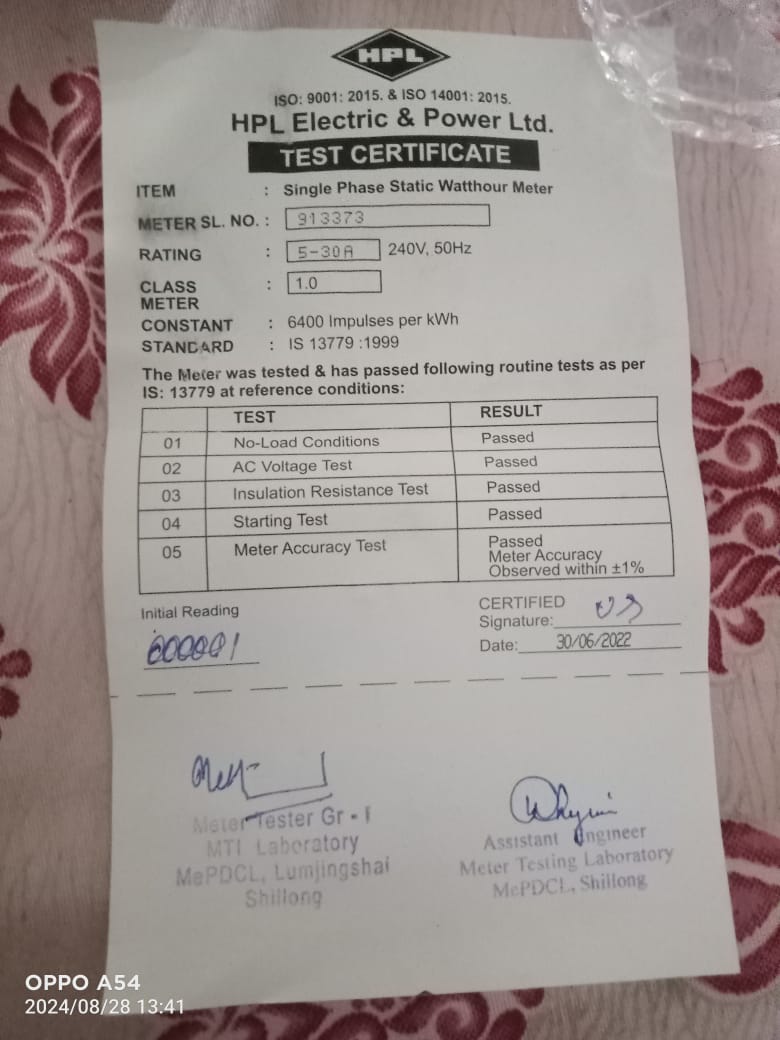 HPL
ISO: 9001: 2015. & ISO 14001: 2015.
HPL Electric & Power Ltd.
TEST CERTIFICATE
ITEM : Single Phase Static Watthour Meter
METER SL. NO. : 913373
RATING : 5-30A 240V, 50Hz
CLASS : 1.0
METER
CONSTANT : 6400 Impulses per kWh
STANDARD : IS 13779 :1999
The Meter was tested & has passed following routine tests as per
IS: 13779 at reference conditions:
TEST RESULT
01 No-Load Conditions Passed
02 AC Voltage Test Passed
03 Insulation Resistance Test Passed
04 Starting Test Passed
05 Meter Accuracy Test Passed
Meter Accuracy
Observed within ±1%
Initial Reading
000001
CERTIFIED
Signature:
Date: 30/06/2022
Meter Tester Gr - I
MTI Laboratory
MePDCL, Lumjingshai
Shillong
Assistant Engineer
Meter Testing Laboratory
MePDCL, Shillong
OPPO A54
2024/08/28 13:41